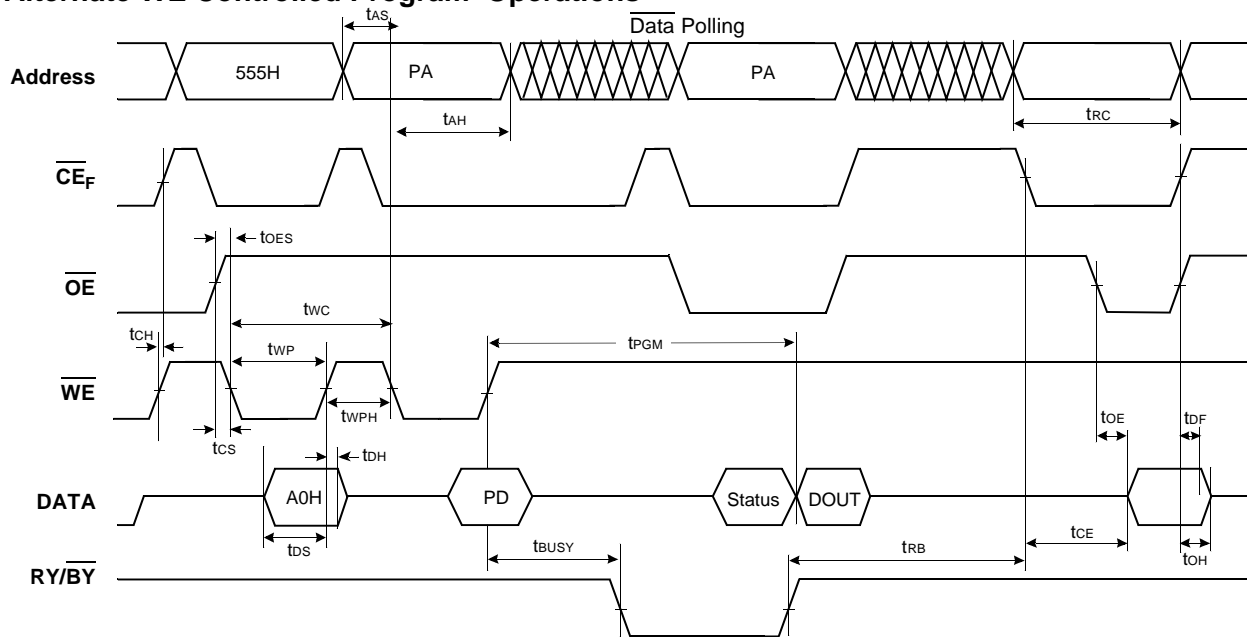 Alternate WE Controlled Program Operations
tAS
Data Polling
Address
555H
PA
PA
tAH
tRC
CEF
tOES
OE
tWC
tCH
tWP
tPGM
WE
tWPH
tOE
tDF
tCS
tDH
DATA
A0H
PD
Status
DOUT
tDS
tBUSY
tRB
tCE
tOH
RY/BY